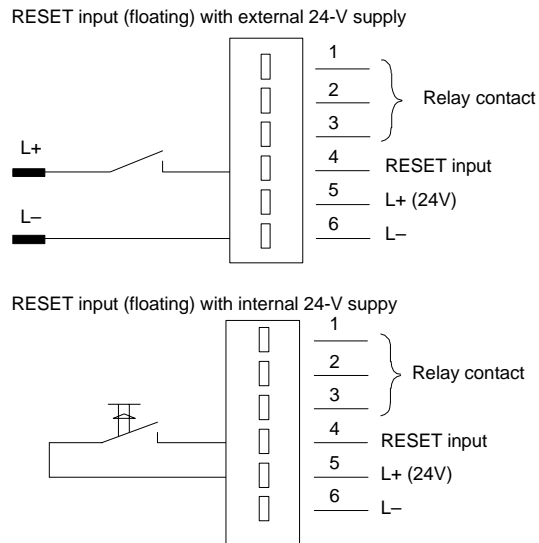 RESET input (floating) with external 24-V supply
1
2
Relay contact
3
L+
4
RESET input
5
L+ (24V)
L–
6
L–
RESET input (floating) with internal 24-V suppy
1
2
Relay contact
3
4
RESET input
5
L+ (24V)
6
L–